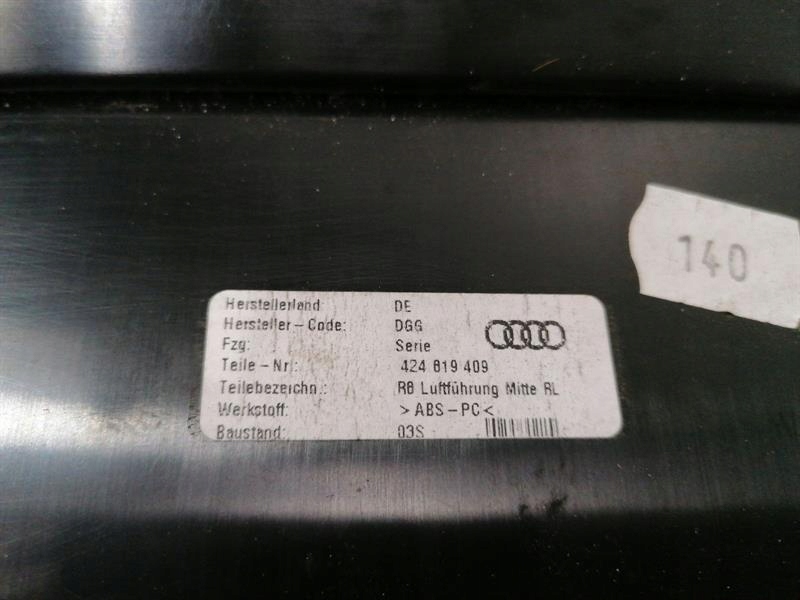 140
Herstellerland DE
Hersteller-Code: DGG
Fzg: Serie
Teile-Nr.: 424 819 409
Teilebezeichn.: R8 Luftführung Mitte RL
Werkstoff: >ABS-PC<
Baustand: 03S